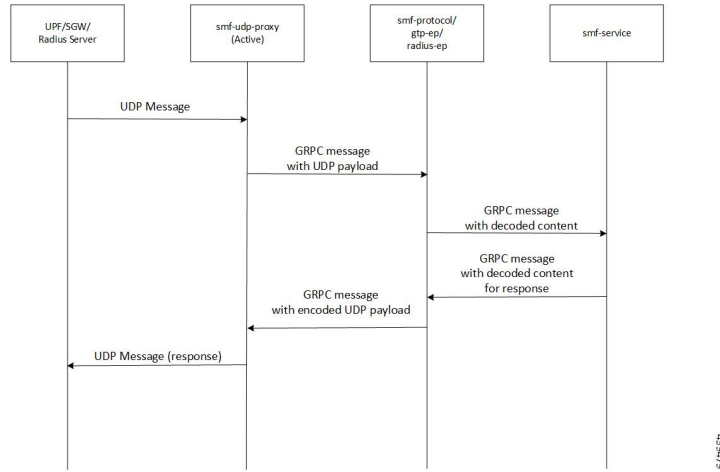 UPF/SGW/
Radius Server
smf-udp-proxy
(Active)
smf-protocol/
gtp-ep/
radius-ep
smf-service
UDP Message
GRPC message
with UDP payload
GRPC message
with decoded content
GRPC message
with decoded content
for response
GRPC message
with encoded UDP payload
UDP Message (response)